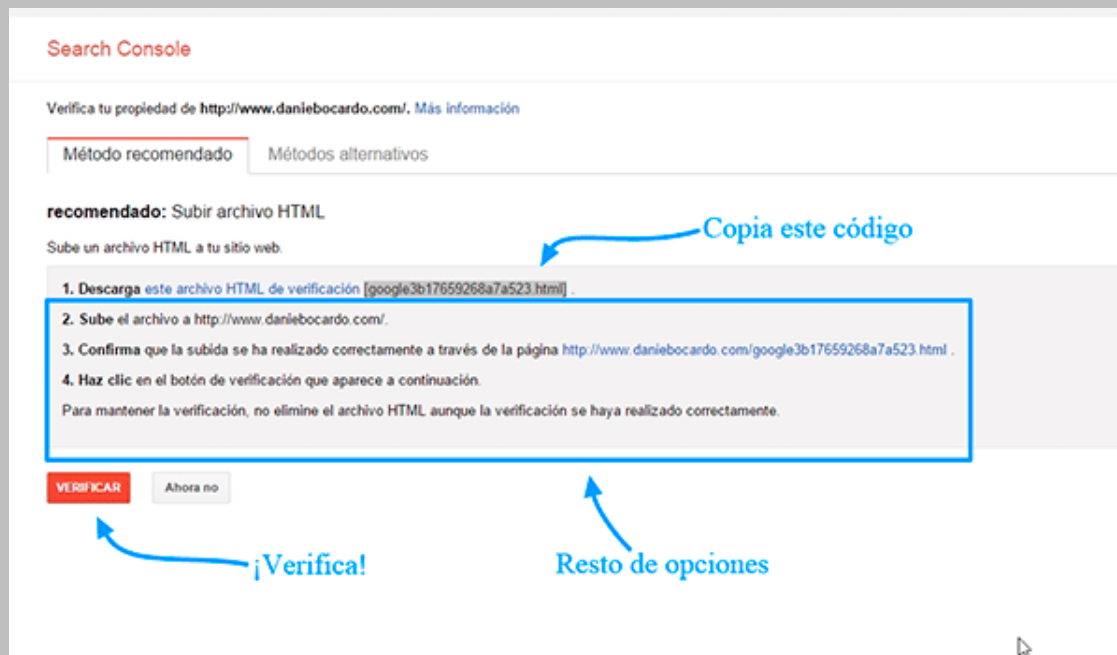 Search Console
Verifica tu propiedad de http://www.daniebocardo.com/. Más información
Método recomendado Métodos alternativos
recomendado: Subir archivo HTML
Copia este código
Sube un archivo HTML a tu sitio web.
1. Descarga este archivo HTML de verificación [google3b17659268a7a523.html] .
2. Sube el archivo a http://www.daniebocardo.com/.
3. Confirma que la subida se ha realizado correctamente a través de la página http://www.daniebocardo.com/google3b17659268a7a523.html .
4. Haz clic en el botón de verificación que aparece a continuación.
Para mantener la verificación, no elimine el archivo HTML aunque la verificación se haya realizado correctamente.
VERIFICAR Ahora no
¡Verifica!
Resto de opciones